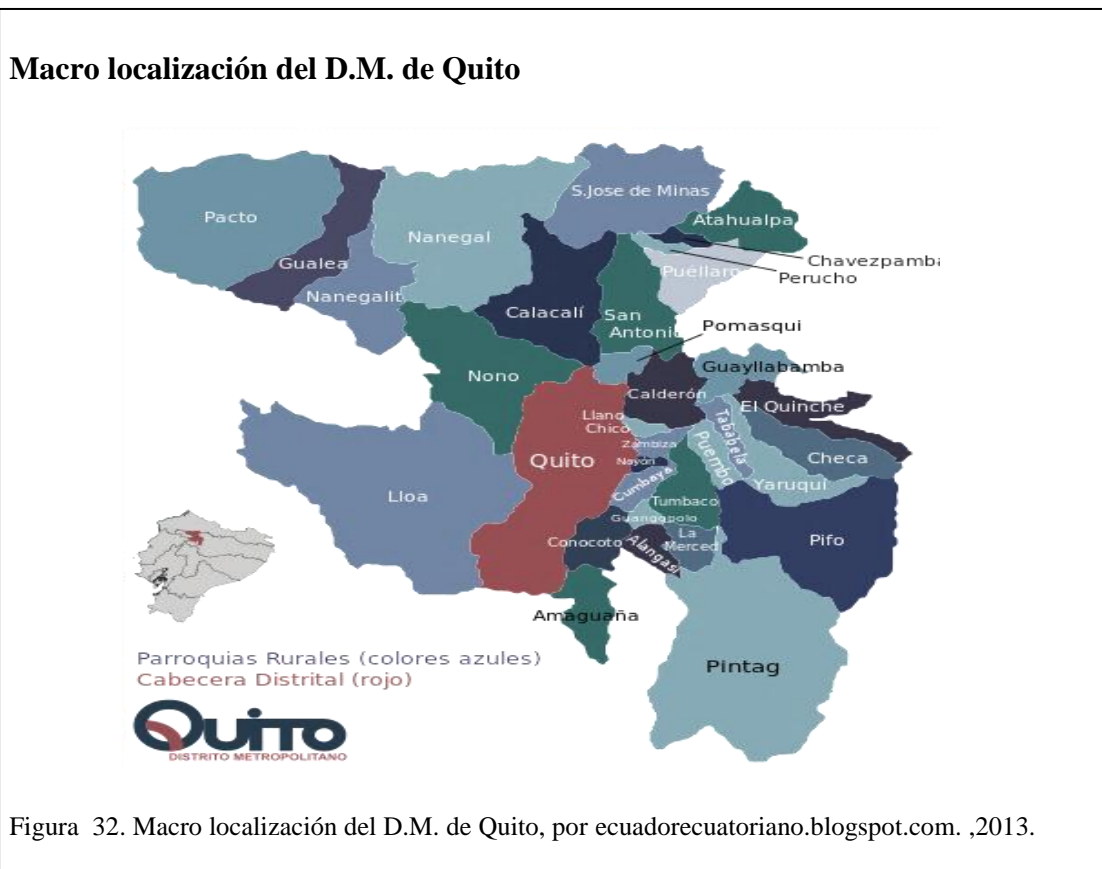 Macro localización del D.M. de Quito
S.Jose de Minas
Pacto
Atahualpa
Nanegal
Chavezpamba
Gualea
Puéllaro
Perucho
Nanegalit
Calacalí
San
Antonio
Pomasqui
Guayllabamba
Nono
Calderón
El Quinche
Llano
Chico
Tababela
Zambiza
Puembo
Quito
Nayón
Checa
Cumbaya
Yaruqui
Lloa
Tumbaco
Guangopolo
La
Merced
Conocoto
Alangasi
Pifo
Amaguaña
Pintag
Parroquias Rurales (colores azules)
Cabecera Distrital (rojo)
Quito
DISTRITO METROPOLITANO
Figura 32. Macro localización del D.M. de Quito, por ecuadorecuatoriano.blogspot.com. ,2013.